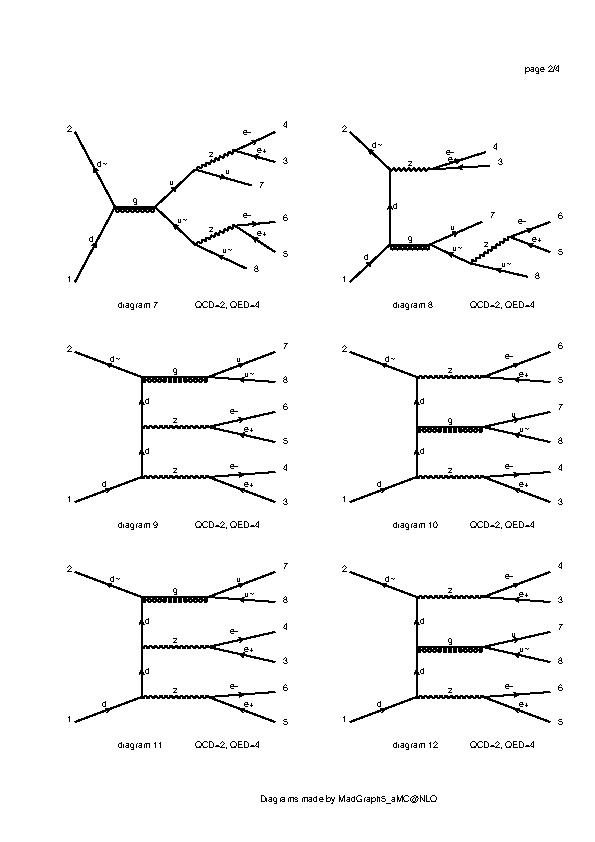 page 2/4
2 d~ d 1 g u u~ z e- 4 e+ 3 u 7 z e- 6 e+ 5 u~ 8
diagram 7 QCD=2, QED=4
2 d~ z e- 4 e+ 3 d d 1 g u 7 u~ z e- 6 e+ 5 u~ 8
diagram 8 QCD=2, QED=4
2 d~ g u 7 u~ 8 d z e- 6 e+ 5 d 1 d z e- 4 e+ 3
diagram 9 QCD=2, QED=4
2 d~ z e- 6 e+ 5 d g u 7 u~ 8 d 1 d z e- 4 e+ 3
diagram 10 QCD=2, QED=4
2 d~ g u 7 u~ 8 d z e- 4 e+ 3 d 1 d z e- 6 e+ 5
diagram 11 QCD=2, QED=4
2 d~ z e- 4 e+ 3 d g u 7 u~ 8 d 1 d z e- 6 e+ 5
diagram 12 QCD=2, QED=4
Diagrams made by MadGraph5_aMC@NLO